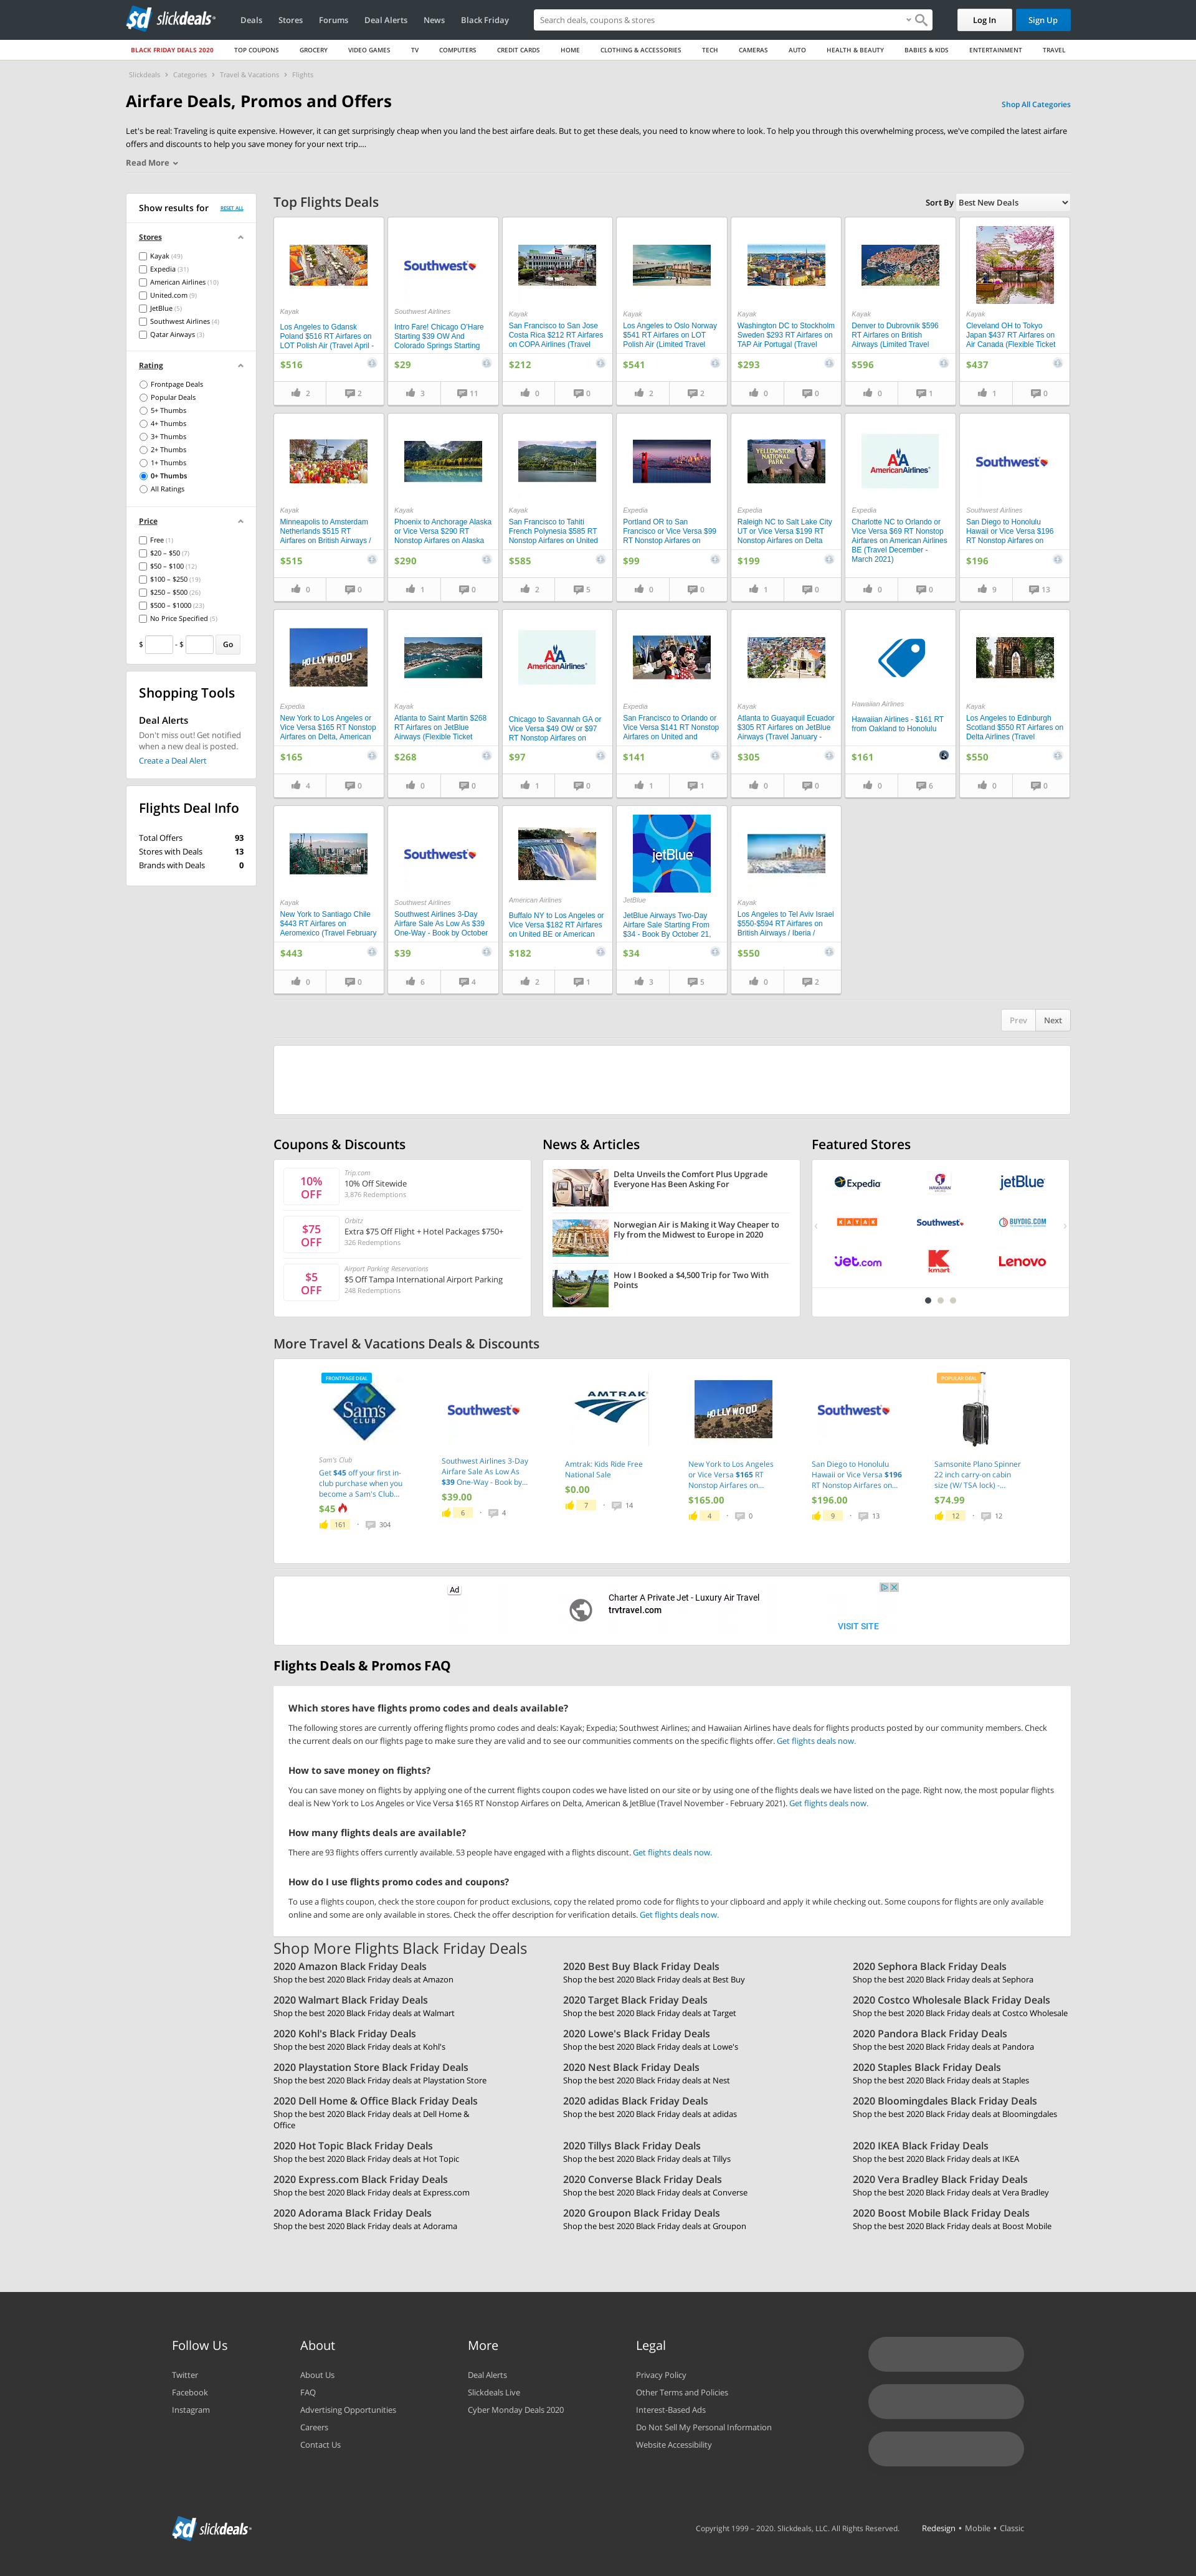 slickdeals
Deals Stores Forums Deal Alerts News Black Friday
Search deals, coupons & stores
Log In
Sign Up
BLACK FRIDAY DEALS 2020 TOP COUPONS GROCERY VIDEO GAMES TV COMPUTERS CREDIT CARDS HOME CLOTHING & ACCESSORIES TECH CAMERAS AUTO HEALTH & BEAUTY BABIES & KIDS ENTERTAINMENT TRAVEL
Slickdeals › Categories › Travel & Vacations › Flights
Airfare Deals, Promos and Offers
Shop All Categories
Let's be real: Traveling is quite expensive. However, it can get surprisingly cheap when you land the best airfare deals. But to get these deals, you need to know where to look. To help you through this overwhelming process, we've compiled the latest airfare
offers and discounts to help you save money for your next trip....
Read More
Show results for
RESET ALL
Stores
Kayak (49)
Expedia (31)
American Airlines (10)
United.com (9)
JetBlue (5)
Southwest Airlines (4)
Qatar Airways (3)
Rating
Frontpage Deals
Popular Deals
5+ Thumbs
4+ Thumbs
3+ Thumbs
2+ Thumbs
1+ Thumbs
0+ Thumbs
All Ratings
Price
Free (1)
$20 – $50 (7)
$50 – $100 (12)
$100 – $250 (19)
$250 – $500 (26)
$500 – $1000 (23)
No Price Specified (5)
$ - $ Go
Shopping Tools
Deal Alerts
Don't miss out! Get notified
when a new deal is posted.
Create a Deal Alert
Flights Deal Info
Total Offers 93
Stores with Deals 13
Brands with Deals 0
Top Flights Deals
Sort By Best New Deals
Kayak
Los Angeles to Gdansk
Poland $516 RT Airfares on
LOT Polish Air (Travel April -
$516
2 2
Southwest
Southwest Airlines
Intro Fare! Chicago O'Hare
Starting $39 OW And
Colorado Springs Starting
$29
3 11
Kayak
San Francisco to San Jose
Costa Rica $212 RT Airfares
on COPA Airlines (Travel
$212
0 0
Kayak
Los Angeles to Oslo Norway
$541 RT Airfares on LOT
Polish Air (Limited Travel
$541
2 2
Kayak
Washington DC to Stockholm
Sweden $293 RT Airfares on
TAP Air Portugal (Travel
$293
0 0
Kayak
Denver to Dubrovnik $596
RT Airfares on British
Airways (Limited Travel
$596
0 1
Kayak
Cleveland OH to Tokyo
Japan $437 RT Airfares on
Air Canada (Flexible Ticket
$437
1 0
Kayak
Minneapolis to Amsterdam
Netherlands $515 RT
Airfares on British Airways /
$515
0 0
Kayak
Phoenix to Anchorage Alaska
or Vice Versa $290 RT
Nonstop Airfares on Alaska
$290
1 0
Kayak
San Francisco to Tahiti
French Polynesia $585 RT
Nonstop Airfares on United
$585
2 5
Expedia
Portland OR to San
Francisco or Vice Versa $99
RT Nonstop Airfares on
$99
0 0
YELLOWSTONE
NATIONAL
PARK
Expedia
Raleigh NC to Salt Lake City
UT or Vice Versa $199 RT
Nonstop Airfares on Delta
$199
1 0
AA
AmericanAirlines
Expedia
Charlotte NC to Orlando or
Vice Versa $69 RT Nonstop
Airfares on American Airlines
BE (Travel December -
March 2021)
0 0
Southwest
Southwest Airlines
San Diego to Honolulu
Hawaii or Vice Versa $196
RT Nonstop Airfares on
$196
9 13
HOLLYWOOD
Expedia
New York to Los Angeles or
Vice Versa $165 RT Nonstop
Airfares on Delta, American
$165
4 0
Kayak
Atlanta to Saint Martin $268
RT Airfares on JetBlue
Airways (Flexible Ticket
$268
0 0
AA
AmericanAirlines
Chicago to Savannah GA or
Vice Versa $49 OW or $97
RT Nonstop Airfares on
$97
1 0
Expedia
San Francisco to Orlando or
Vice Versa $141 RT Nonstop
Airfares on United and
$141
1 1
Kayak
Atlanta to Guayaquil Ecuador
$305 RT Airfares on JetBlue
Airways (Travel January -
$305
0 0
Hawaiian Airlines
Hawaiian Airlines - $161 RT
from Oakland to Honolulu
$161
0 6
Kayak
Los Angeles to Edinburgh
Scotland $550 RT Airfares on
Delta Airlines (Travel
$550
0 0
Kayak
New York to Santiago Chile
$443 RT Airfares on
Aeromexico (Travel February
$443
0 0
Southwest
Southwest Airlines
Southwest Airlines 3-Day
Airfare Sale As Low As $39
One-Way - Book by October
$39
6 4
American Airlines
Buffalo NY to Los Angeles or
Vice Versa $182 RT Airfares
on United BE or American
$182
2 1
jetBlue
JetBlue
JetBlue Airways Two-Day
Airfare Sale Starting From
$34 - Book By October 21,
$34
3 5
Kayak
Los Angeles to Tel Aviv Israel
$550-$594 RT Airfares on
British Airways / Iberia /
$550
0 2
Prev Next
Coupons & Discounts
10%
OFF
Trip.com
10% Off Sitewide
3,876 Redemptions
$75
OFF
Orbitz
Extra $75 Off Flight + Hotel Packages $750+
326 Redemptions
$5
OFF
Airport Parking Reservations
$5 Off Tampa International Airport Parking
248 Redemptions
News & Articles
Delta Unveils the Comfort Plus Upgrade
Everyone Has Been Asking For
Norwegian Air is Making it Way Cheaper to
Fly from the Midwest to Europe in 2020
How I Booked a $4,500 Trip for Two With
Points
Featured Stores
Expedia HAWAIIAN jetBlue
KAYAK Southwest BUYDIG.COM
Jet.com kmart Lenovo
More Travel & Vacations Deals & Discounts
FRONTPAGE DEAL
Sam's CLUB
Sam's Club
Get $45 off your first in-
club purchase when you
become a Sam's Club...
$45
161 · 304
Southwest
Southwest Airlines 3-Day
Airfare Sale As Low As
$39 One-Way - Book by...
$39.00
6 · 4
AMTRAK
Amtrak: Kids Ride Free
National Sale
$0.00
7 · 14
HOLLYWOOD
New York to Los Angeles
or Vice Versa $165 RT
Nonstop Airfares on...
$165.00
4 · 0
Southwest
San Diego to Honolulu
Hawaii or Vice Versa $196
RT Nonstop Airfares on...
$196.00
9 · 13
POPULAR DEAL
Samsonite Plano Spinner
22 inch carry-on cabin
size (W/ TSA lock) -...
$74.99
12 · 12
Ad
Charter A Private Jet - Luxury Air Travel
trvtravel.com
VISIT SITE
Flights Deals & Promos FAQ
Which stores have flights promo codes and deals available?
The following stores are currently offering flights promo codes and deals: Kayak; Expedia; Southwest Airlines; and Hawaiian Airlines have deals for flights products posted by our community members. Check
the current deals on our flights page to make sure they are valid and to see our communities comments on the specific flights offer. Get flights deals now.
How to save money on flights?
You can save money on flights by applying one of the current flights coupon codes we have listed on our site or by using one of the flights deals we have listed on the page. Right now, the most popular flights
deal is New York to Los Angeles or Vice Versa $165 RT Nonstop Airfares on Delta, American & JetBlue (Travel November - February 2021). Get flights deals now.
How many flights deals are available?
There are 93 flights offers currently available. 53 people have engaged with a flights discount. Get flights deals now.
How do I use flights promo codes and coupons?
To use a flights coupon, check the store coupon for product exclusions, copy the related promo code for flights to your clipboard and apply it while checking out. Some coupons for flights are only available
online and some are only available in stores. Check the offer description for verification details. Get flights deals now.
Shop More Flights Black Friday Deals
2020 Amazon Black Friday Deals
Shop the best 2020 Black Friday deals at Amazon
2020 Best Buy Black Friday Deals
Shop the best 2020 Black Friday deals at Best Buy
2020 Sephora Black Friday Deals
Shop the best 2020 Black Friday deals at Sephora
2020 Walmart Black Friday Deals
Shop the best 2020 Black Friday deals at Walmart
2020 Target Black Friday Deals
Shop the best 2020 Black Friday deals at Target
2020 Costco Wholesale Black Friday Deals
Shop the best 2020 Black Friday deals at Costco Wholesale
2020 Kohl's Black Friday Deals
Shop the best 2020 Black Friday deals at Kohl's
2020 Lowe's Black Friday Deals
Shop the best 2020 Black Friday deals at Lowe's
2020 Pandora Black Friday Deals
Shop the best 2020 Black Friday deals at Pandora
2020 Playstation Store Black Friday Deals
Shop the best 2020 Black Friday deals at Playstation Store
2020 Nest Black Friday Deals
Shop the best 2020 Black Friday deals at Nest
2020 Staples Black Friday Deals
Shop the best 2020 Black Friday deals at Staples
2020 Dell Home & Office Black Friday Deals
Shop the best 2020 Black Friday deals at Dell Home &
Office
2020 adidas Black Friday Deals
Shop the best 2020 Black Friday deals at adidas
2020 Bloomingdales Black Friday Deals
Shop the best 2020 Black Friday deals at Bloomingdales
2020 Hot Topic Black Friday Deals
Shop the best 2020 Black Friday deals at Hot Topic
2020 Tillys Black Friday Deals
Shop the best 2020 Black Friday deals at Tillys
2020 IKEA Black Friday Deals
Shop the best 2020 Black Friday deals at IKEA
2020 Express.com Black Friday Deals
Shop the best 2020 Black Friday deals at Express.com
2020 Converse Black Friday Deals
Shop the best 2020 Black Friday deals at Converse
2020 Vera Bradley Black Friday Deals
Shop the best 2020 Black Friday deals at Vera Bradley
2020 Adorama Black Friday Deals
Shop the best 2020 Black Friday deals at Adorama
2020 Groupon Black Friday Deals
Shop the best 2020 Black Friday deals at Groupon
2020 Boost Mobile Black Friday Deals
Shop the best 2020 Black Friday deals at Boost Mobile
Follow Us
Twitter
Facebook
Instagram
About
About Us
FAQ
Advertising Opportunities
Careers
Contact Us
More
Deal Alerts
Slickdeals Live
Cyber Monday Deals 2020
Legal
Privacy Policy
Other Terms and Policies
Interest-Based Ads
Do Not Sell My Personal Information
Website Accessibility
slickdeals
Copyright 1999 – 2020. Slickdeals, LLC. All Rights Reserved.
Redesign • Mobile • Classic